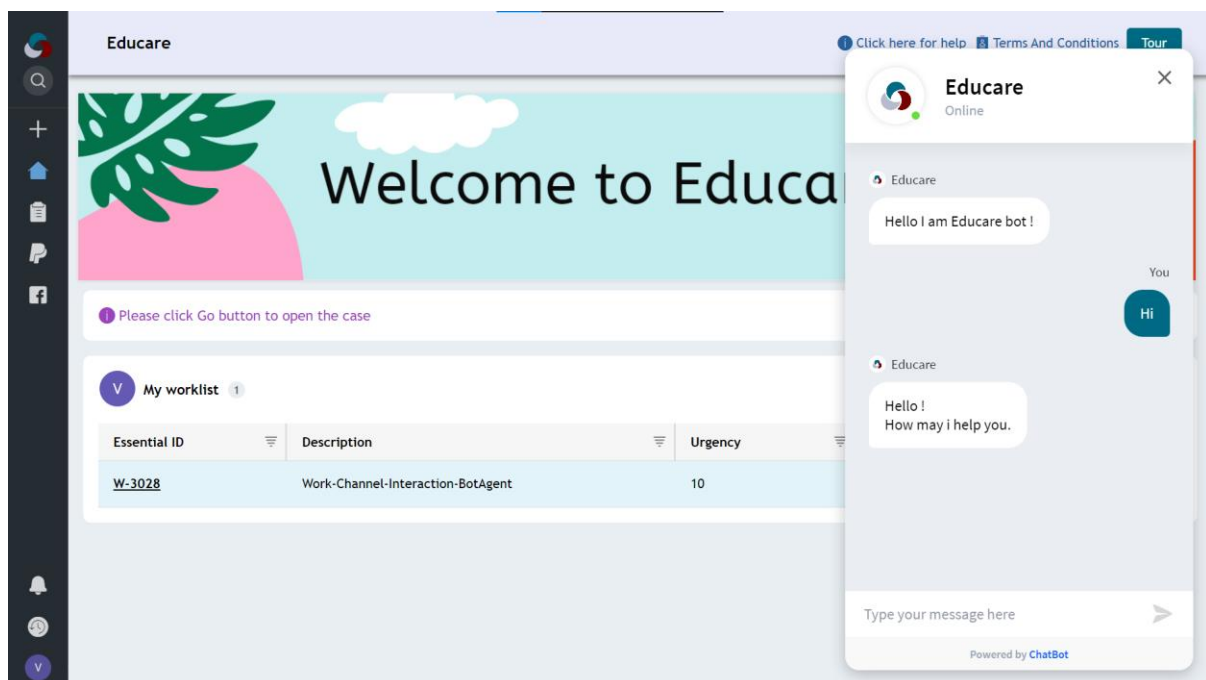 Educare
Click here for help Terms And Conditions Tour
Welcome to Educa
Please click Go button to open the case
V My worklist 1
Essential ID Description Urgency
W-3028 Work-Channel-Interaction-BotAgent 10
V
Educare
Online
Educare
Hello I am Educare bot !
You
Hi
Educare
Hello !
How may i help you.
Type your message here
Powered by ChatBot